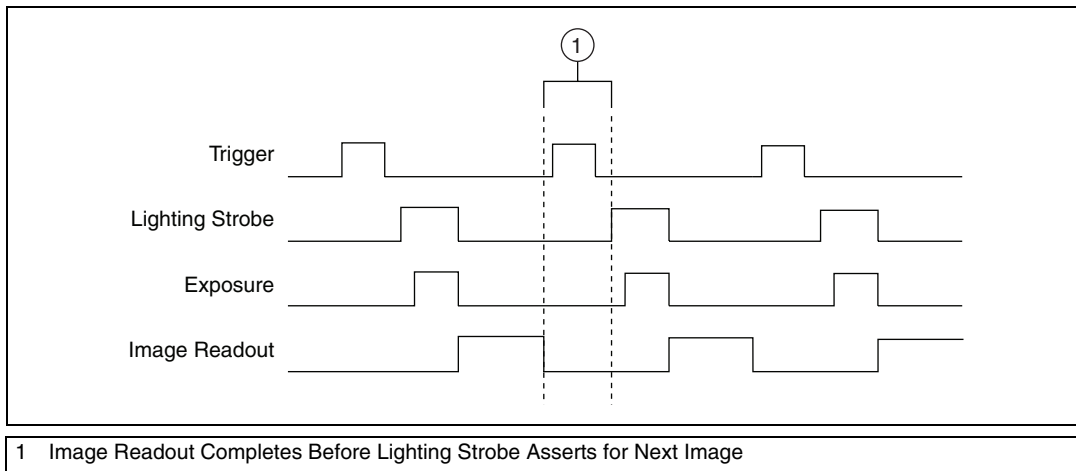 1
Trigger
Lighting Strobe
Exposure
Image Readout
1 Image Readout Completes Before Lighting Strobe Asserts for Next Image